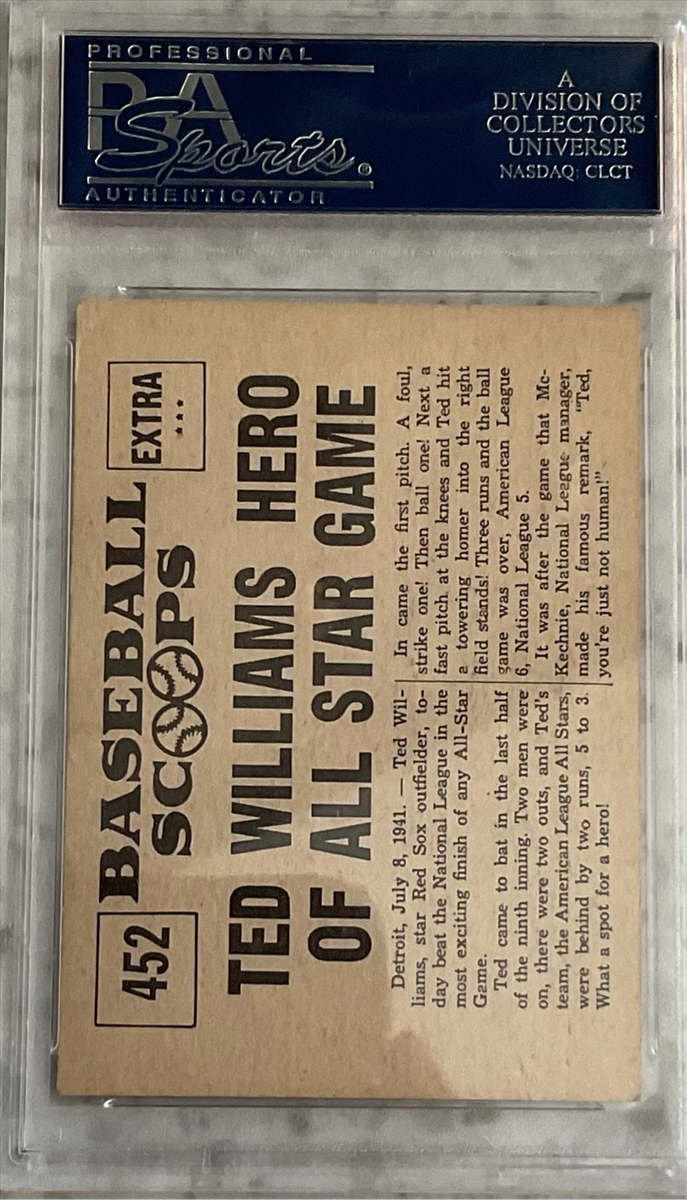 PROFESSIONAL
PSA
Sports®
AUTHENTICATOR
A
DIVISION OF
COLLECTORS
UNIVERSE
NASDAQ: CLCT
452
BASEBALL
SCOOPS
EXTRA
***
TED WILLIAMS HERO
OF ALL STAR GAME
Detroit, July 8, 1941. — Ted Wil-
liams, star Red Sox outfielder, to-
day beat the National League in the
most exciting finish of any All-Star
Game.
Ted came to bat in the last half
of the ninth inning. Two men were
on, there were two outs, and Ted's
team, the American League All Stars,
were behind by two runs, 5 to 3.
What a spot for a hero!
In came the first pitch. A foul,
strike one! Then ball one! Next a
fast pitch at the knees and Ted hit
a towering homer into the right
field stands! Three runs and the ball
game was over, American League
6, National League 5.
It was after the game that Mc-
Kechnie, National League manager,
made his famous remark, "Ted,
you're just not human!"